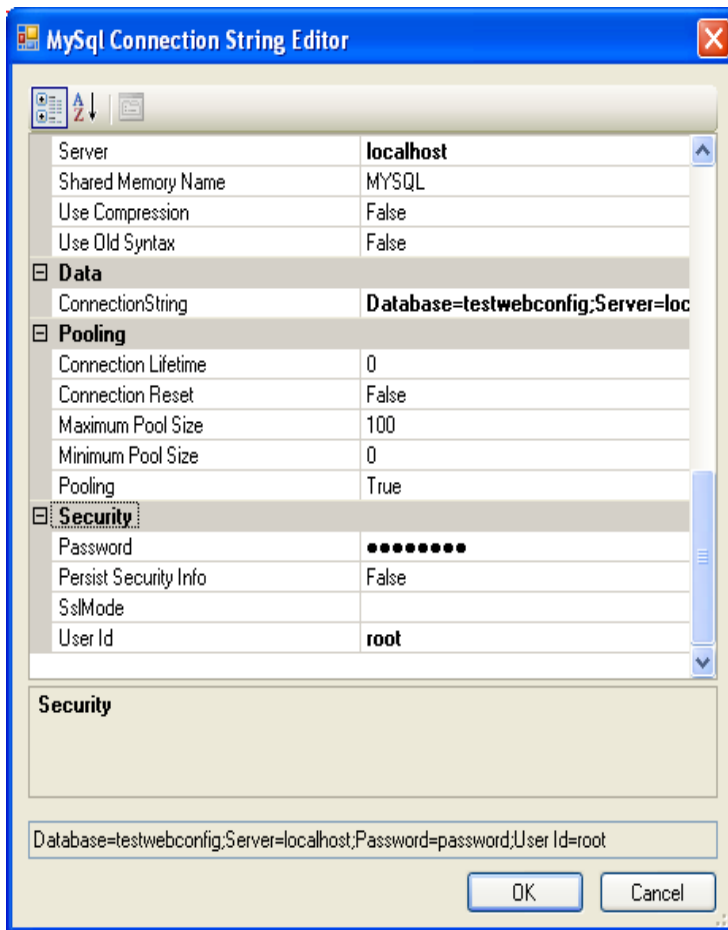 MySql Connection String Editor
Server localhost
Shared Memory Name MYSQL
Use Compression False
Use Old Syntax False
Data
ConnectionString Database=testwebconfig;Server=loc
Pooling
Connection Lifetime 0
Connection Reset False
Maximum Pool Size 100
Minimum Pool Size 0
Pooling True
Security
Password ●●●●●●●●
Persist Security Info False
SslMode
User Id root
Security
Database=testwebconfig;Server=localhost;Password=password;User Id=root
OK Cancel